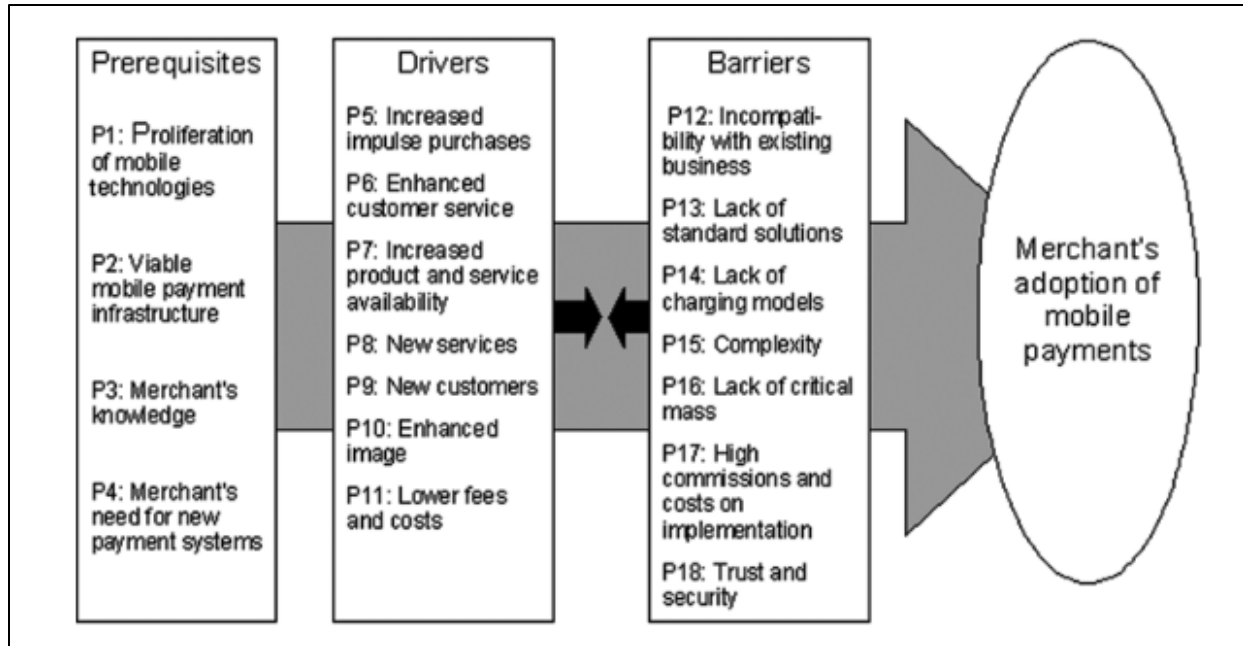 Prerequisites
P1: Proliferation
of mobile
technologies
P2: Viable
mobile payment
infrastructure
P3: Merchant's
knowledge
P4: Merchant's
need for new
payment systems
Drivers
P5: Increased
impulse purchases
P6: Enhanced
customer service
P7: Increased
product and service
availability
P8: New services
P9: New customers
P10: Enhanced
image
P11: Lower fees
and costs
Barriers
P12: Incompati-
bility with existing
business
P13: Lack of
standard solutions
P14: Lack of
charging models
P15: Complexity
P16: Lack of critical
mass
P17: High
commissions and
costs on
implementation
P18: Trust and
security
Merchant's
adoption of
mobile
payments